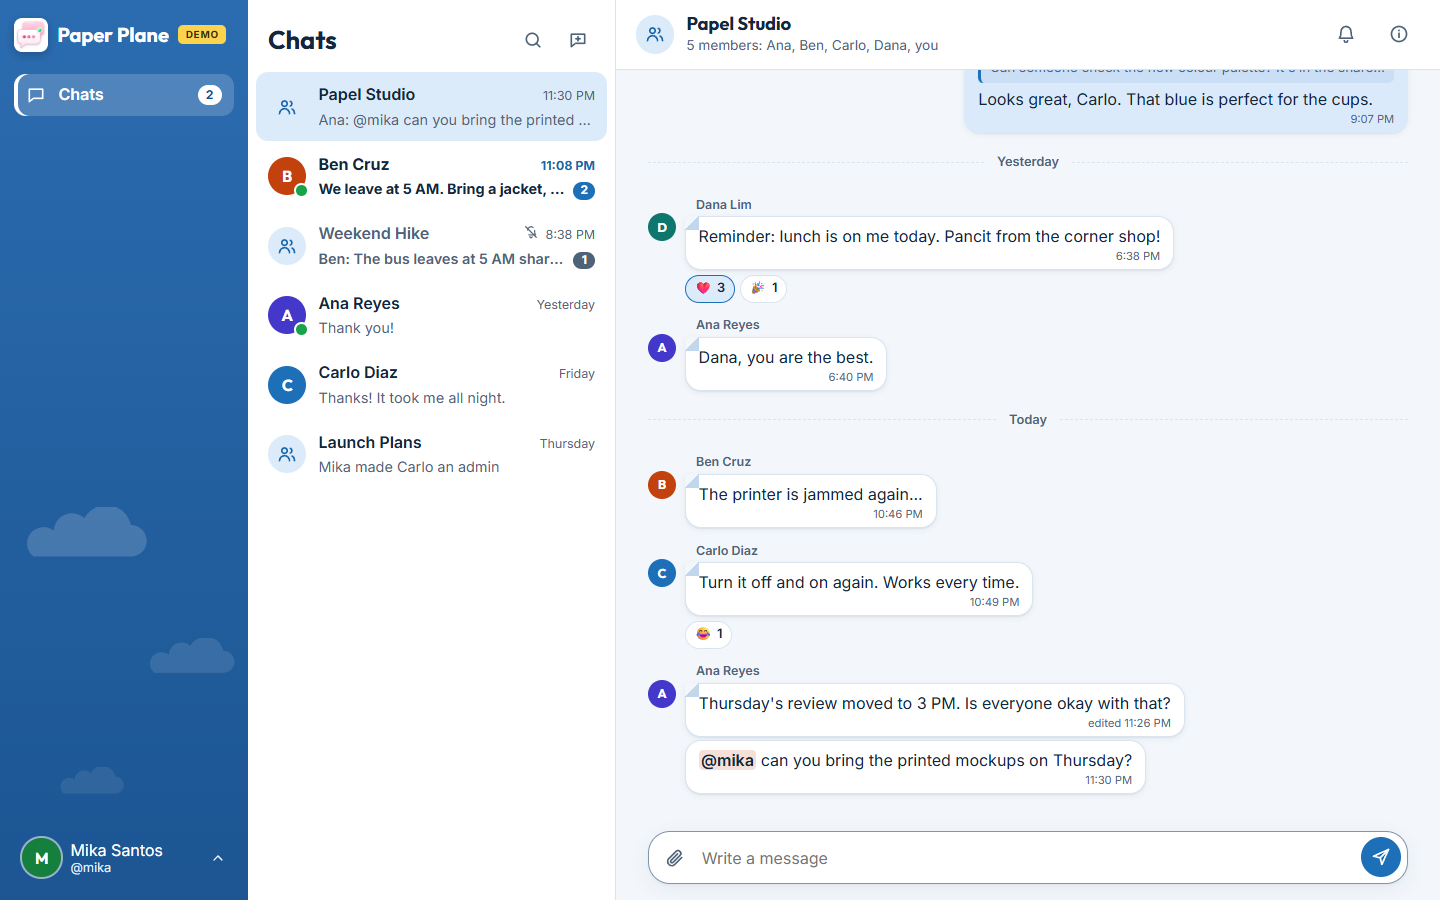 Paper Plane DEMO
Chats 2
Mika Santos
@mika
Chats
Papel Studio 11:30 PM
Ana: @mika can you bring the printed ...
Ben Cruz 11:08 PM
We leave at 5 AM. Bring a jacket, ... 2
Weekend Hike 8:38 PM
Ben: The bus leaves at 5 AM shar... 1
Ana Reyes Yesterday
Thank you!
Carlo Diaz Friday
Thanks! It took me all night.
Launch Plans Thursday
Mika made Carlo an admin
Papel Studio
5 members: Ana, Ben, Carlo, Dana, you
Looks great, Carlo. That blue is perfect for the cups.
9:07 PM
Yesterday
Dana Lim
D
Reminder: lunch is on me today. Pancit from the corner shop!
6:38 PM
❤️ 3 🎉 1
Ana Reyes
A
Dana, you are the best.
6:40 PM
Today
Ben Cruz
B
The printer is jammed again...
10:46 PM
Carlo Diaz
C
Turn it off and on again. Works every time.
10:49 PM
😂 1
Ana Reyes
A
Thursday's review moved to 3 PM. Is everyone okay with that?
edited 11:26 PM
@mika can you bring the printed mockups on Thursday?
11:30 PM
Write a message